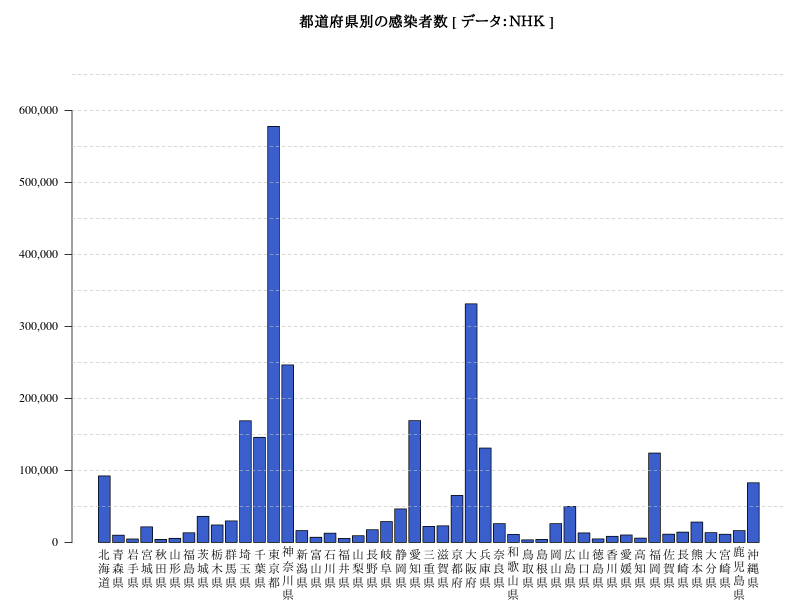 都道府県別の感染者数 [ データ：NHK ]
600,000
500,000
400,000
300,000
200,000
100,000
0
北海道
青森県
岩手県
宮城県
秋田県
山形県
福島県
茨城県
栃木県
群馬県
埼玉県
千葉県
東京都
神奈川県
新潟県
富山県
石川県
福井県
山梨県
長野県
岐阜県
静岡県
愛知県
三重県
滋賀県
京都府
大阪府
兵庫県
奈良県
和歌山県
鳥取県
島根県
岡山県
広島県
山口県
徳島県
香川県
愛媛県
高知県
福岡県
佐賀県
長崎県
熊本県
大分県
宮崎県
鹿児島県
沖縄県